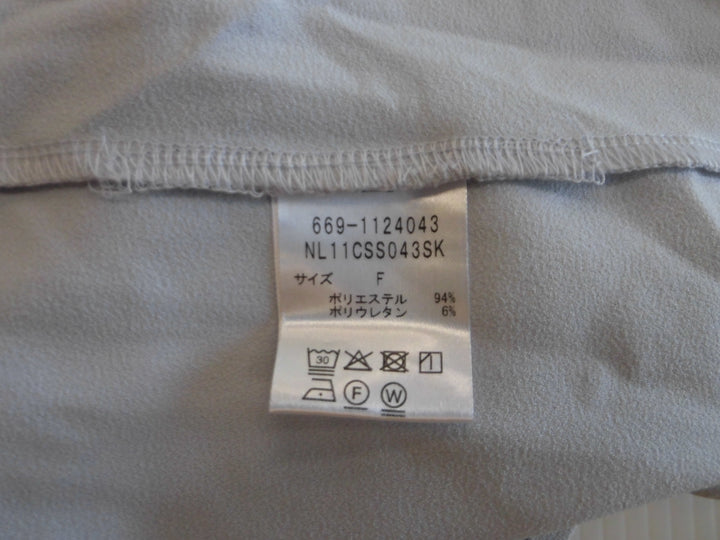 669-1124043
NL11CSS043SK
サイズ F
ポリエステル 94%
ポリウレタン 6%
30
F W